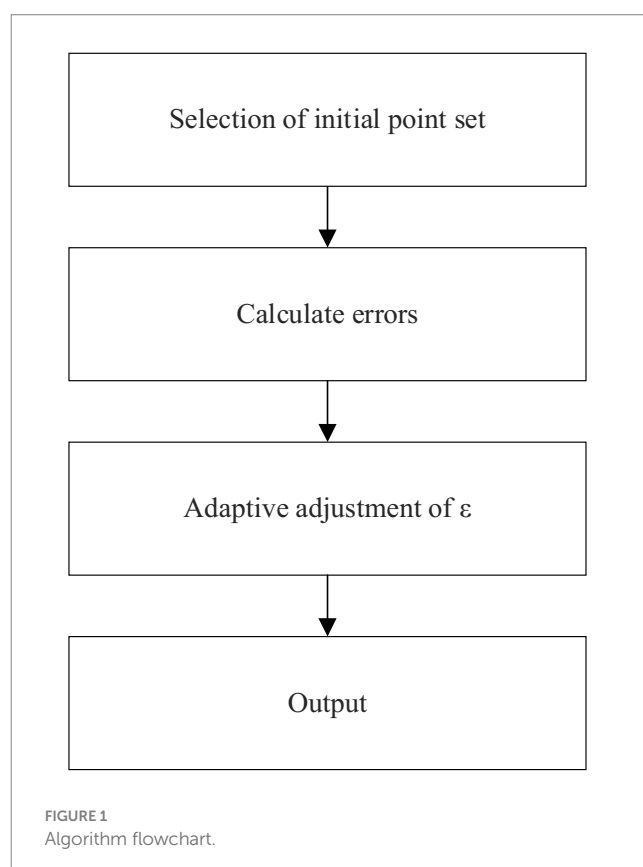 Selection of initial point set
Calculate errors
Adaptive adjustment of ε
Output
FIGURE 1
Algorithm flowchart.